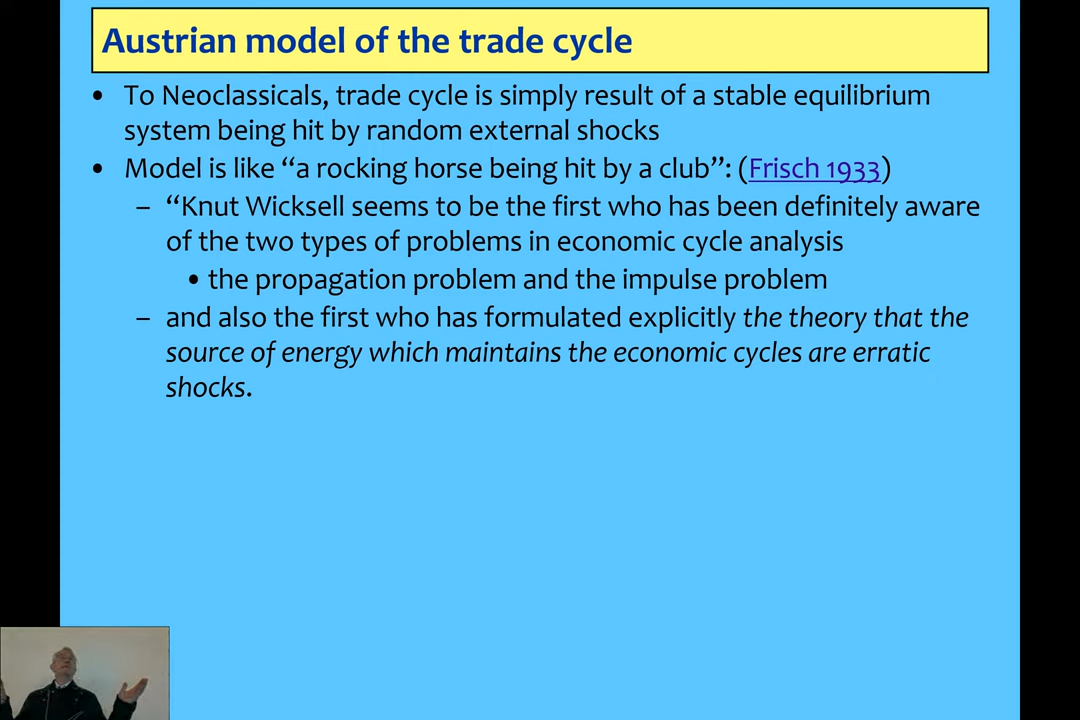 Austrian model of the trade cycle
• To Neoclassicals, trade cycle is simply result of a stable equilibrium
system being hit by random external shocks
• Model is like “a rocking horse being hit by a club”: (Frisch 1933)
– “Knut Wicksell seems to be the first who has been definitely aware
of the two types of problems in economic cycle analysis
• the propagation problem and the impulse problem
– and also the first who has formulated explicitly the theory that the
source of energy which maintains the economic cycles are erratic
shocks.